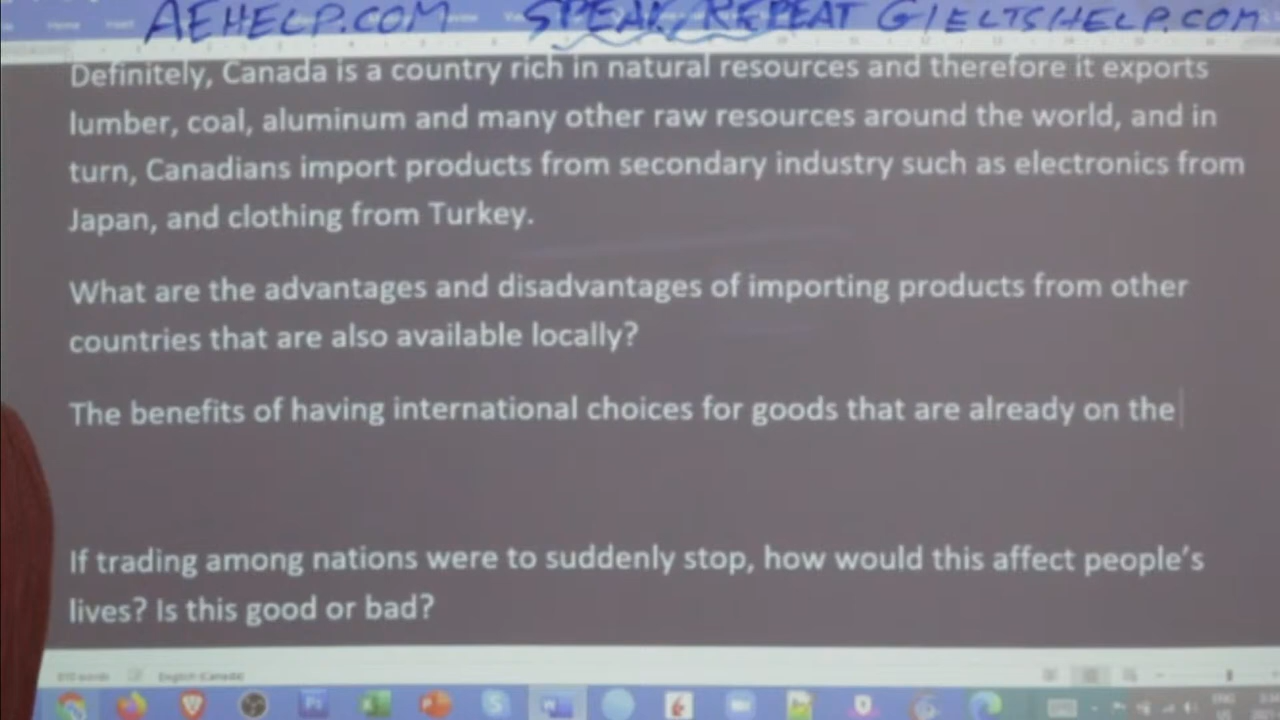 AEHELP.COM SPEAK, REPEAT GIELTSHELP.COM
Definitely, Canada is a country rich in natural resources and therefore it exports
lumber, coal, aluminum and many other raw resources around the world, and in
turn, Canadians import products from secondary industry such as electronics from
Japan, and clothing from Turkey.
What are the advantages and disadvantages of importing products from other
countries that are also available locally?
The benefits of having international choices for goods that are already on the
If trading among nations were to suddenly stop, how would this affect people's
lives? Is this good or bad?
English (Canada)